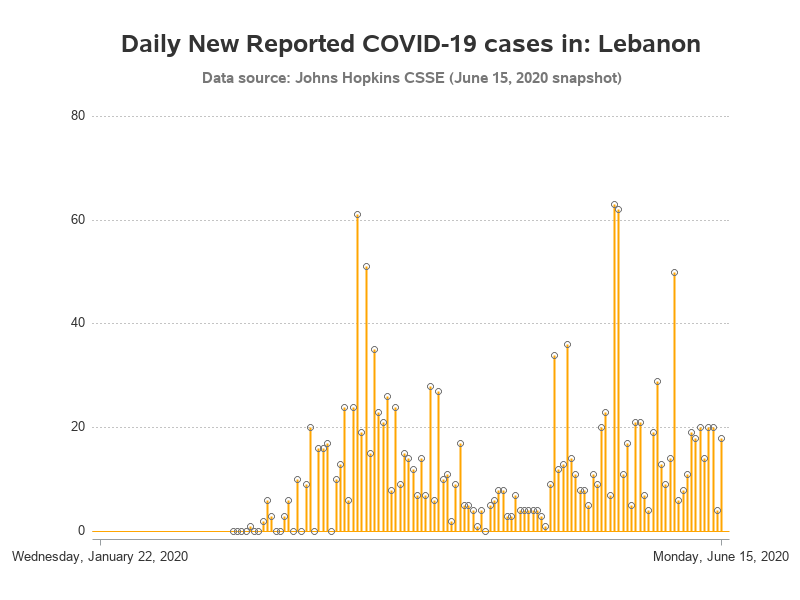 Daily New Reported COVID-19 cases in: Lebanon
Data source: Johns Hopkins CSSE (June 15, 2020 snapshot)
80
60
40
20
0
Wednesday, January 22, 2020
Monday, June 15, 2020